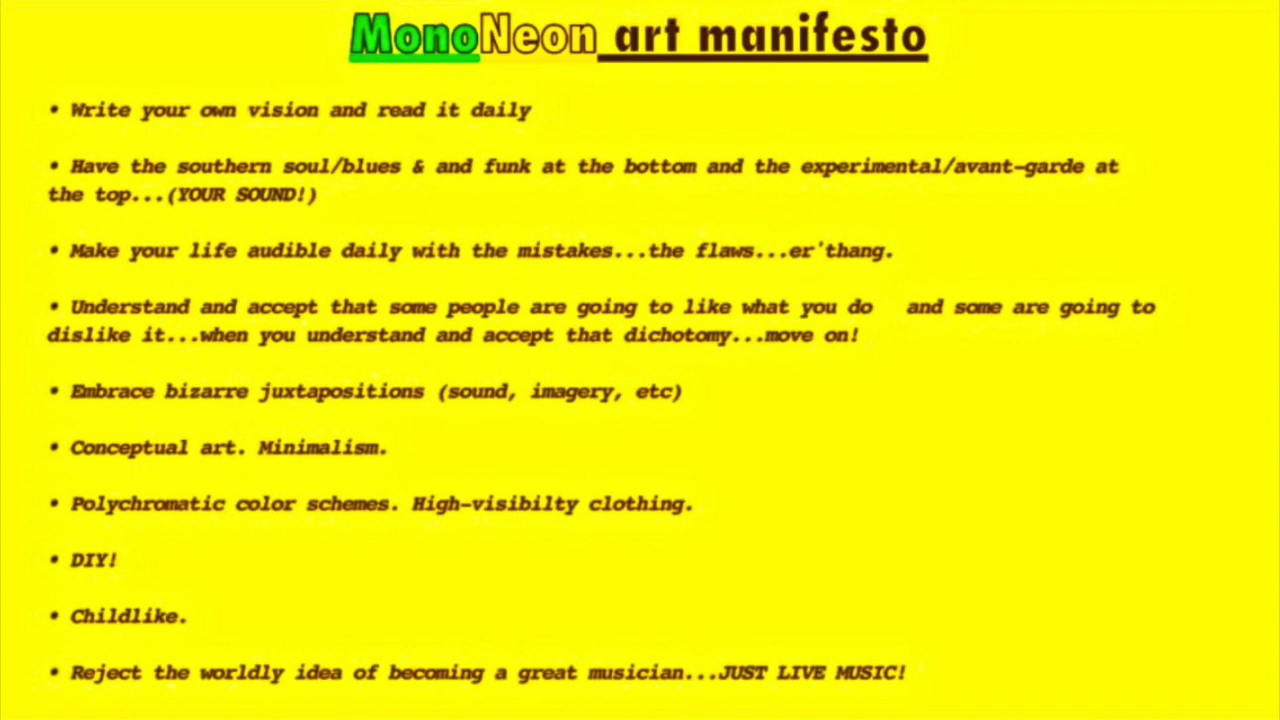 MonoNeon art manifesto
• Write your own vision and read it daily
• Have the southern soul/blues & and funk at the bottom and the experimental/avant-garde at
the top...(YOUR SOUND!)
• Make your life audible daily with the mistakes...the flaws...er'thang.
• Understand and accept that some people are going to like what you do   and some are going to
dislike it...when you understand and accept that dichotomy...move on!
• Embrace bizarre juxtapositions (sound, imagery, etc)
• Conceptual art. Minimalism.
• Polychromatic color schemes. High-visibilty clothing.
• DIY!
• Childlike.
• Reject the worldly idea of becoming a great musician...JUST LIVE MUSIC!